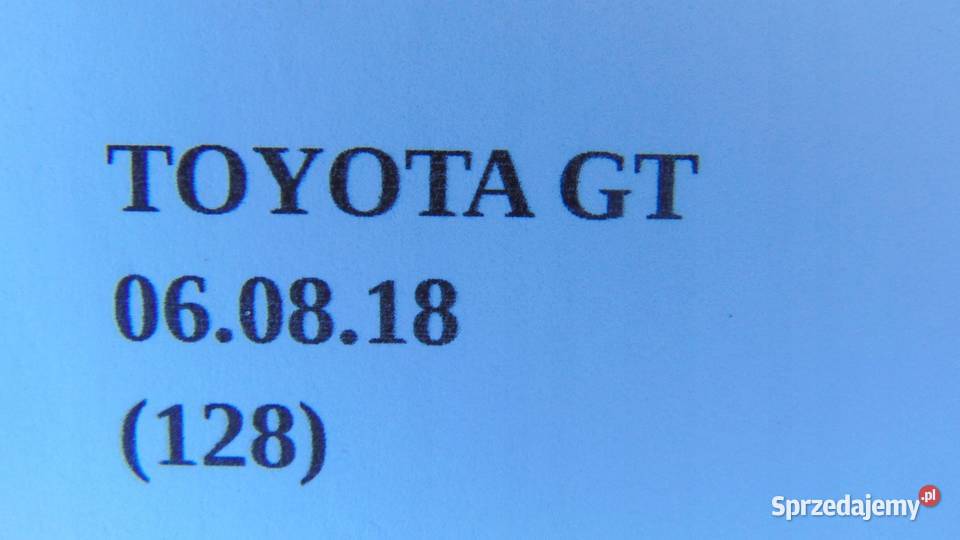 TOYOTA GT
06.08.18
(128)
Sprzedajemy.pl